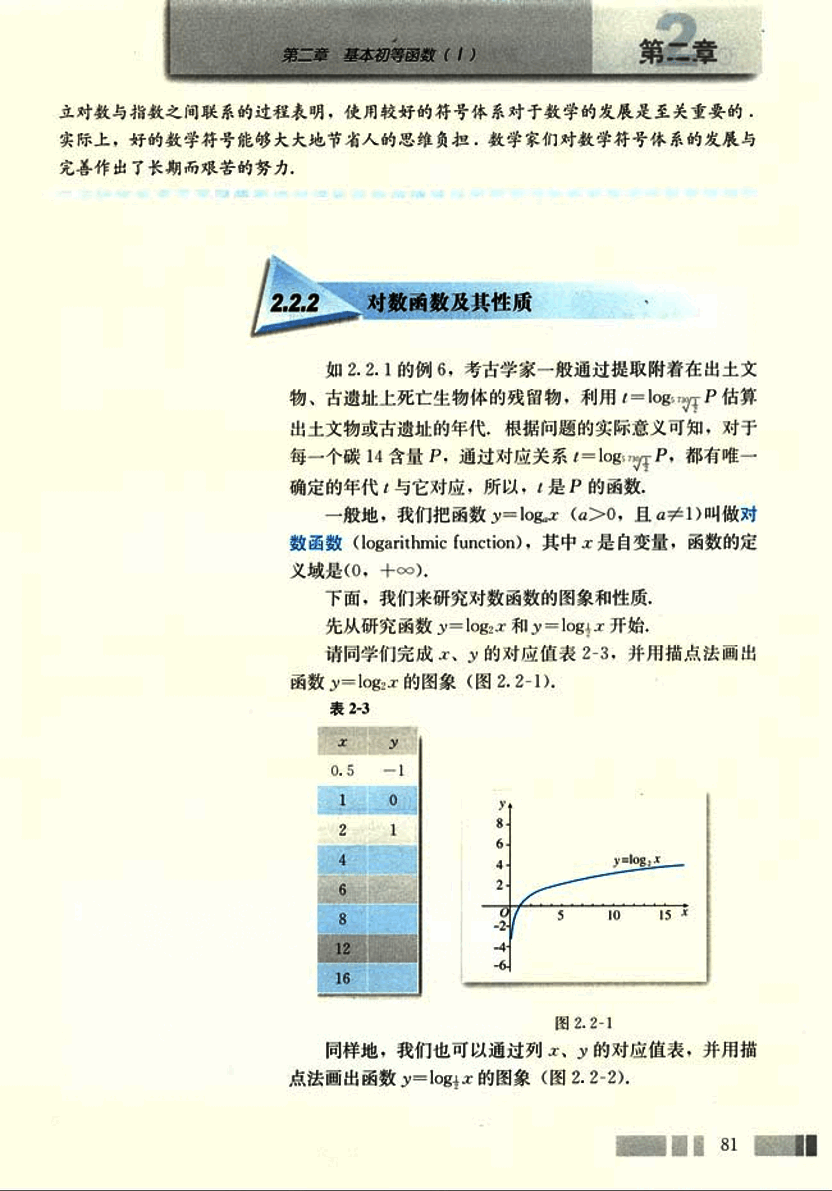 第二章 基本初等函数(Ⅰ)
第二章
立对数与指数之间联系的过程表明，使用较好的符号体系对于数学的发展是至关重要的．
实际上，好的数学符号能够大大地节省人的思维负担．数学家们对数学符号体系的发展与
完善作出了长期而艰苦的努力．
2.2.2 对数函数及其性质
如 2.2.1 的例 6，考古学家一般通过提取附着在出土文
物、古遗址上死亡生物体的残留物，利用 t=log_{\sqrt[5730]{\frac{1}{2}}}P 估算
出土文物或古遗址的年代．根据问题的实际意义可知，对于
每一个碳 14 含量 P，通过对应关系 t=log_{\sqrt[5730]{\frac{1}{2}}}P，都有唯一
确定的年代 t 与它对应，所以，t 是 P 的函数．
一般地，我们把函数 y=logₐx（a>0，且 a≠1)叫做对
数函数（logarithmic function)，其中 x 是自变量，函数的定
义域是(0，+∞)．
下面，我们来研究对数函数的图象和性质．
先从研究函数 y=log₂x 和 y=log_{\frac{1}{2}}x 开始．
请同学们完成 x、y 的对应值表 2-3，并用描点法画出
函数 y=log₂x 的图象（图 2.2-1)．
表 2-3
x y
0.5 −1
1 0
2 1
4
6
8
12
16
y
8
6
4
2
O
-2
-4
-6
5 10 15 x
y=log₂x
图 2.2-1
同样地，我们也可以通过列 x、y 的对应值表，并用描
点法画出函数 y=log_{\frac{1}{2}}x 的图象（图 2.2-2)．
81